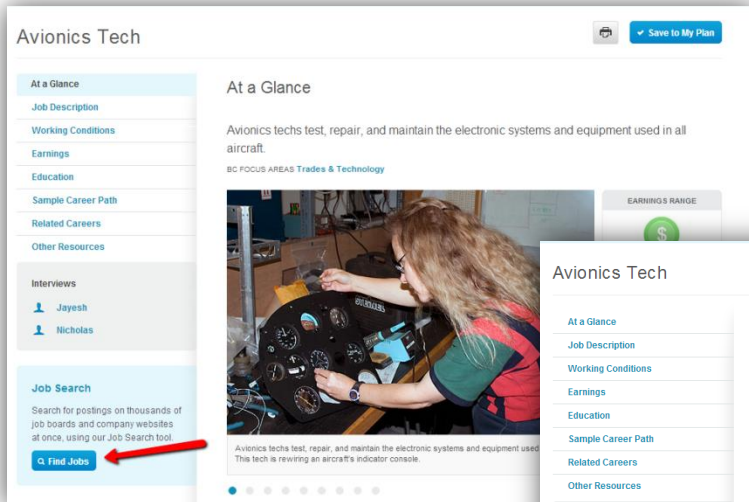 Avionics Tech
Save to My Plan
At a Glance
Job Description
Working Conditions
Earnings
Education
Sample Career Path
Related Careers
Other Resources
Interviews
Jayesh
Nicholas
Job Search
Search for postings on thousands of
job boards and company websites
at once, using our Job Search tool.
Find Jobs
At a Glance
Avionics techs test, repair, and maintain the electronic systems and equipment used in all
aircraft.
BC FOCUS AREAS Trades & Technology
EARNINGS RANGE
$
Avionics techs test, repair, and maintain the electronic systems and equipment used
This tech is rewiring an aircraft's indicator console.
Avionics Tech
At a Glance
Job Description
Working Conditions
Earnings
Education
Sample Career Path
Related Careers
Other Resources